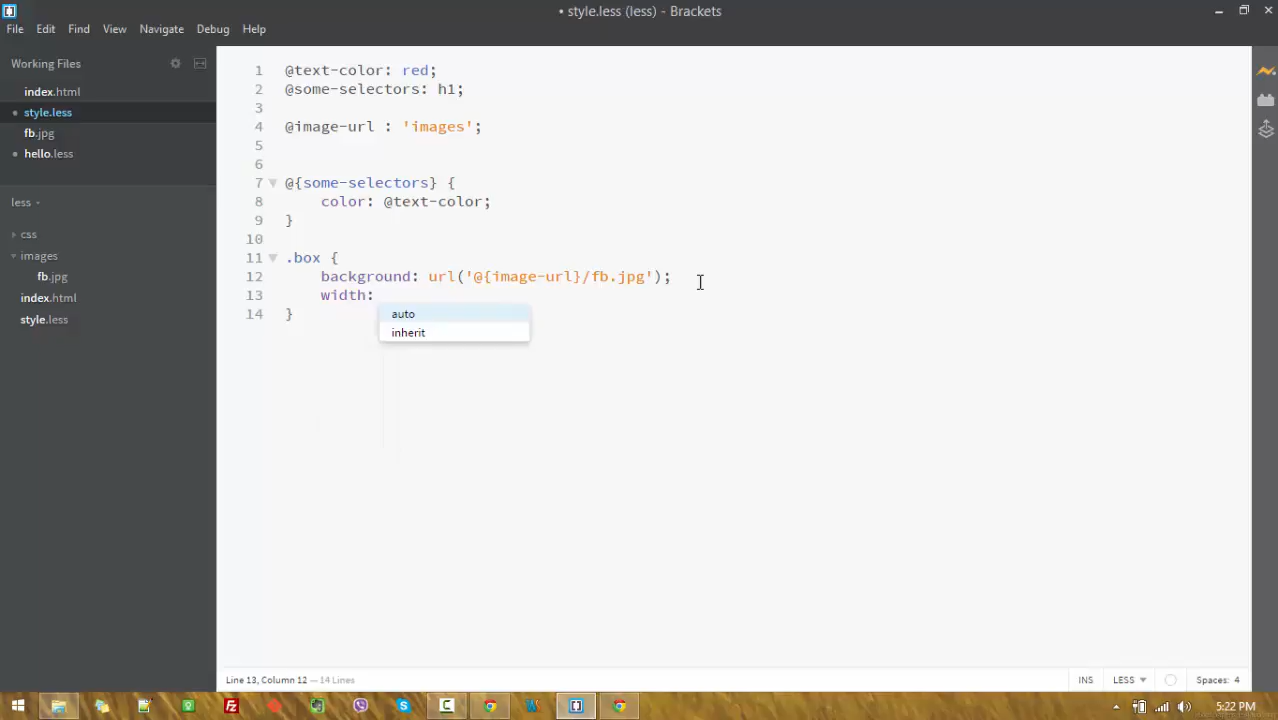 • style.less (less) - Brackets
File Edit Find View Navigate Debug Help
Working Files
index.html
• style.less
fb.jpg
• hello.less
less
css
images
fb.jpg
index.html
style.less
1 @text-color: red;
2 @some-selectors: h1;
3
4 @image-url : 'images';
5
6
7 @{some-selectors} {
8 color: @text-color;
9 }
10
11 .box {
12 background: url('@{image-url}/fb.jpg');
13 width:
14 }
auto
inherit
Line 13, Column 12 — 14 Lines
INS LESS Spaces: 4
5:22 PM